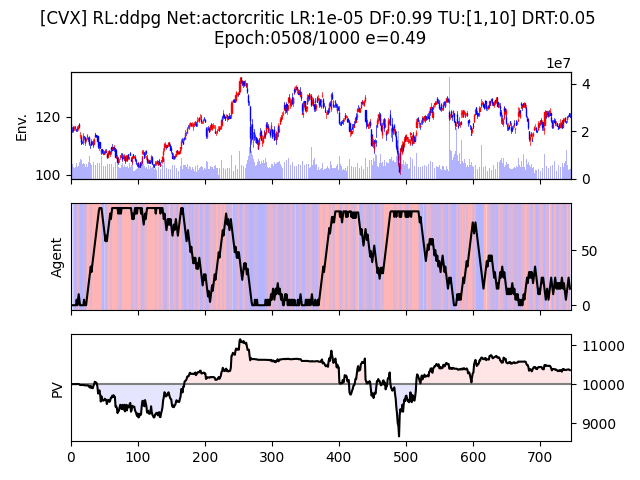 [CVX] RL:ddpg Net:actorcritic LR:1e-05 DF:0.99 TU:[1,10] DRT:0.05
Epoch:0508/1000 e=0.49
1e7
Env.
120
100
4
2
0
Agent
50
0
PV
11000
10000
9000
0 100 200 300 400 500 600 700